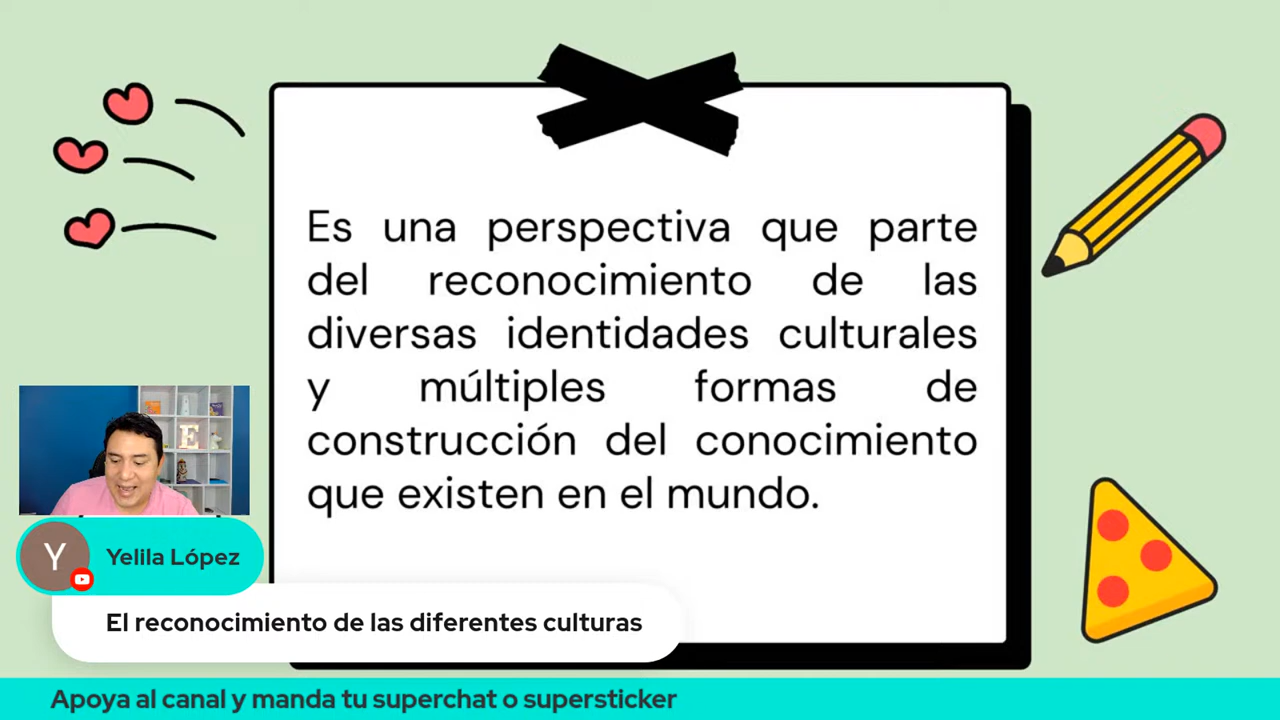 Es una perspectiva que parte
del reconocimiento de las
diversas identidades culturales
y múltiples formas de
construcción del conocimiento
que existen en el mundo.
E
Y
Yelila López
El reconocimiento de las diferentes culturas
Apoya al canal y manda tu superchat o supersticker